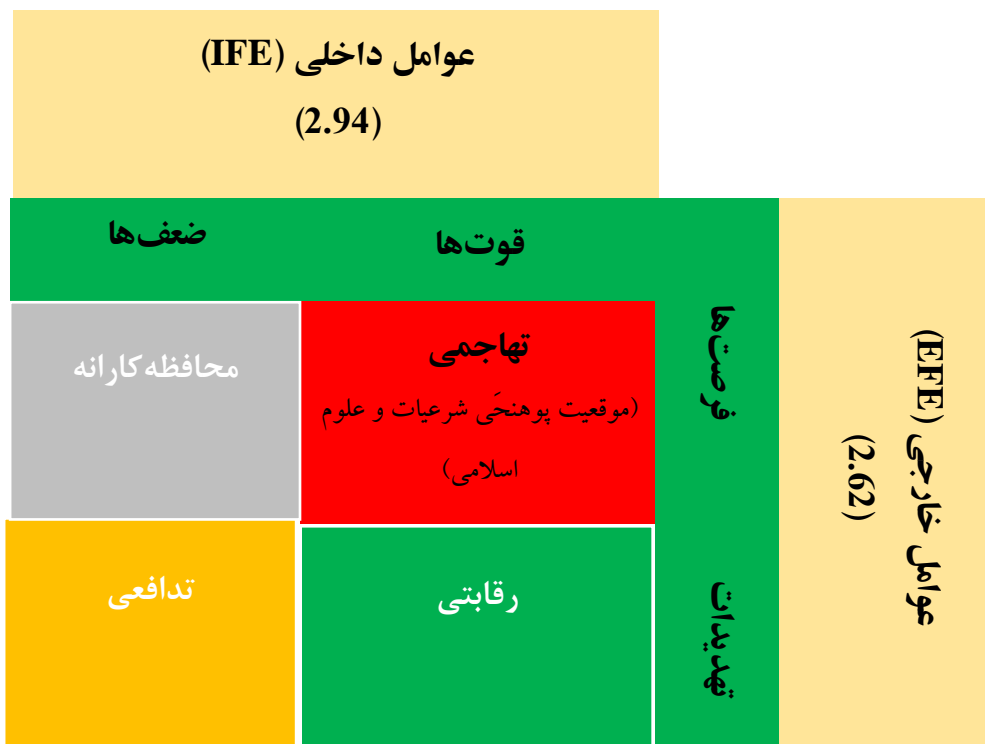 عوامل داخلی (IFE)
(2.94)
قوت‌ها
ضعف‌ها
فرصت‌ها
عوامل خارجی (EFE)
(2.62)
تهاجمی
(موقعیت پوهنحَی شرعیات و علوم
اسلامی)
محافظه‌کارانه
تهدیدات
رقابتی
تدافعی